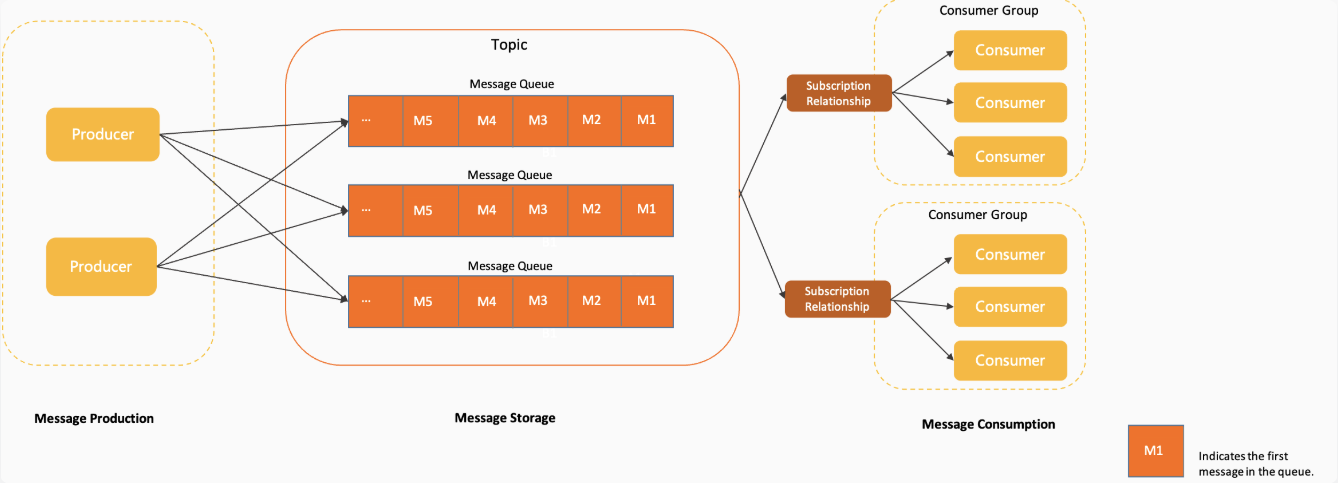 Producer
Producer
Message Production
Topic
Message Queue
... M5 M4 M3 M2 M1
Message Queue
... M5 M4 M3 M2 M1
Message Queue
... M5 M4 M3 M2 M1
Message Storage
Subscription
Relationship
Consumer Group
Consumer
Consumer
Consumer
Subscription
Relationship
Consumer Group
Consumer
Consumer
Consumer
Message Consumption
M1
Indicates the first
message in the queue.